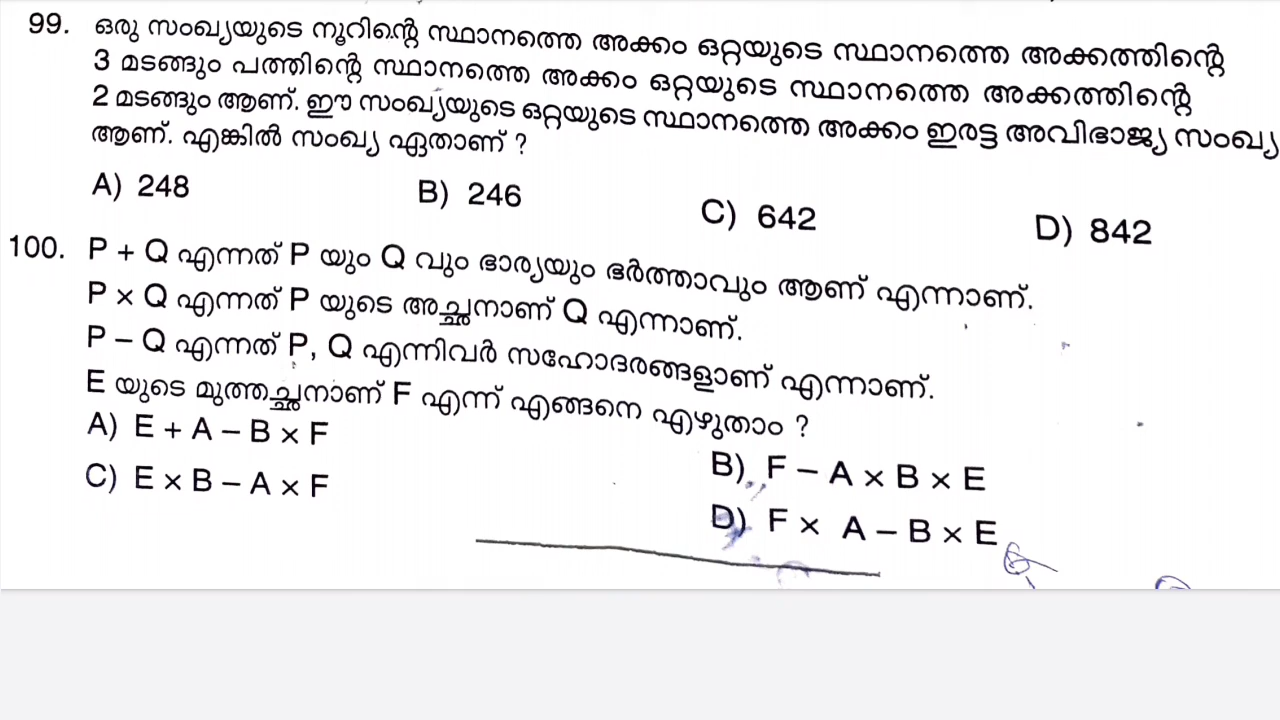 99. ഒരു സംഖ്യയുടെ നൂറിന്റെ സ്ഥാനത്തെ അക്കം ഒറ്റയുടെ സ്ഥാനത്തെ അക്കത്തിന്റെ
3 മടങ്ങും പത്തിന്റെ സ്ഥാനത്തെ അക്കം ഒറ്റയുടെ സ്ഥാനത്തെ അക്കത്തിന്റെ
2 മടങ്ങും ആണ്. ഈ സംഖ്യയുടെ ഒറ്റയുടെ സ്ഥാനത്തെ അക്കം ഇരട്ട അവിഭാജ്യ സംഖ്യ
ആണ്. എങ്കിൽ സംഖ്യ ഏതാണ് ?
A) 248 B) 246 C) 642 D) 842
100. P + Q എന്നത് P യും Q വും ഭാര്യയും ഭർത്താവും ആണ് എന്നാണ്.
P × Q എന്നത് P യുടെ അച്ഛനാണ് Q എന്നാണ്.
P – Q എന്നത് P, Q എന്നിവർ സഹോദരങ്ങളാണ് എന്നാണ്.
E യുടെ മുത്തച്ഛനാണ് F എന്ന് എങ്ങനെ എഴുതാം ?
A) E + A – B × F B) F – A × B × E
C) E × B – A × F D) F × A – B × E